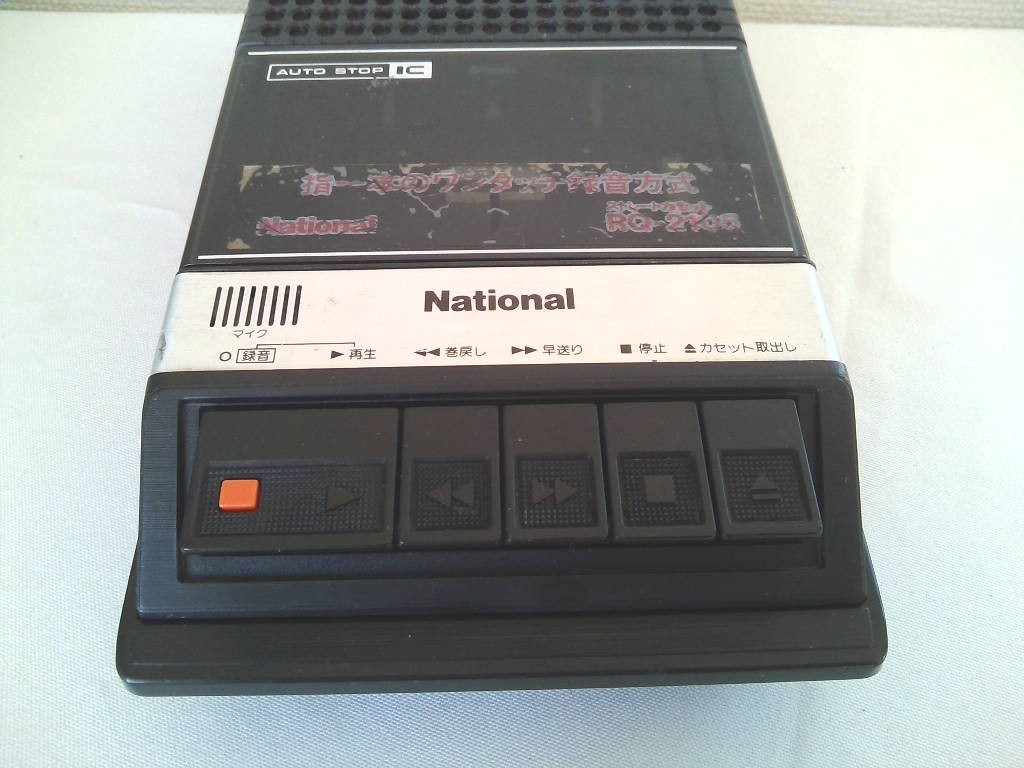 AUTO STOP IC
指一本のワンタッチ録音方式
National
National
マイク
○ 録音 ▶ 再生 ◀◀ 巻戻し ▶▶ 早送り ■ 停止 ▲ カセット取出し